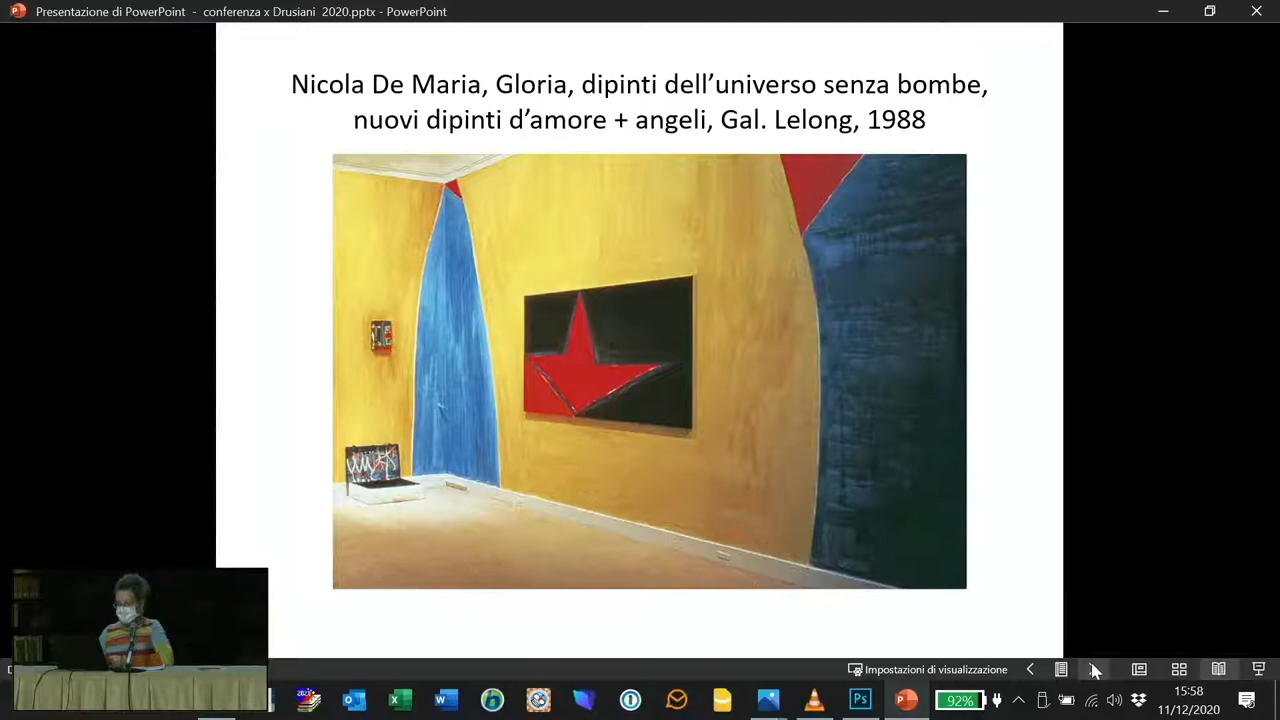 Presentazione di PowerPoint - conferenza x Drusiani 2020.pptx - PowerPoint
Nicola De Maria, Gloria, dipinti dell’universo senza bombe,
nuovi dipinti d’amore + angeli, Gal. Lelong, 1988
Impostazioni di visualizzazione
Ps
92%
15:58
11/12/2020